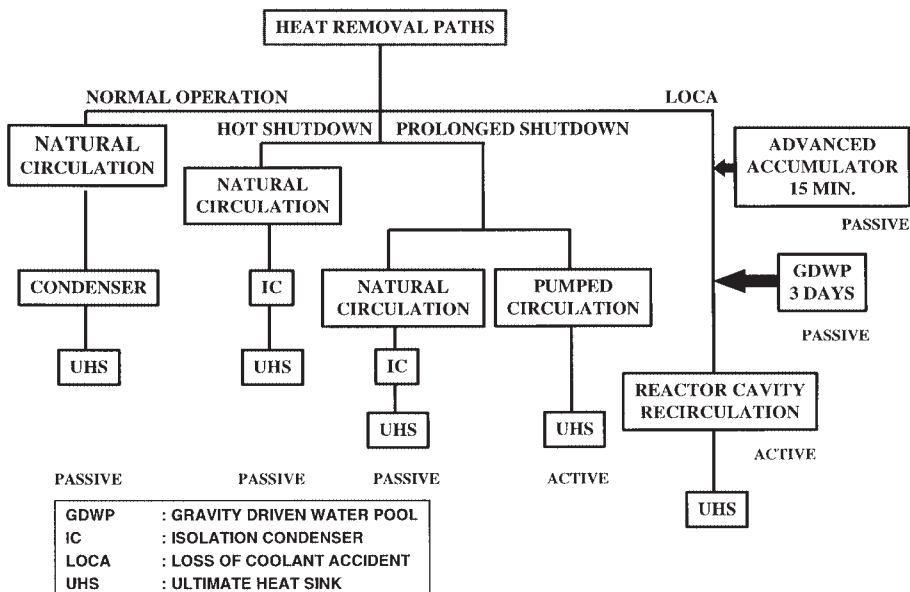 HEAT REMOVAL PATHS
NORMAL OPERATION
LOCA
HOT SHUTDOWN
PROLONGED SHUTDOWN
NATURAL
CIRCULATION
NATURAL
CIRCULATION
ADVANCED
ACCUMULATOR
15 MIN.
PASSIVE
CONDENSER
IC
NATURAL
CIRCULATION
PUMPED
CIRCULATION
GDWP
3 DAYS
PASSIVE
UHS
UHS
IC
REACTOR CAVITY
RECIRCULATION
UHS
UHS
ACTIVE
PASSIVE
PASSIVE
PASSIVE
ACTIVE
UHS
GDWP : GRAVITY DRIVEN WATER POOL
IC : ISOLATION CONDENSER
LOCA : LOSS OF COOLANT ACCIDENT
UHS : ULTIMATE HEAT SINK